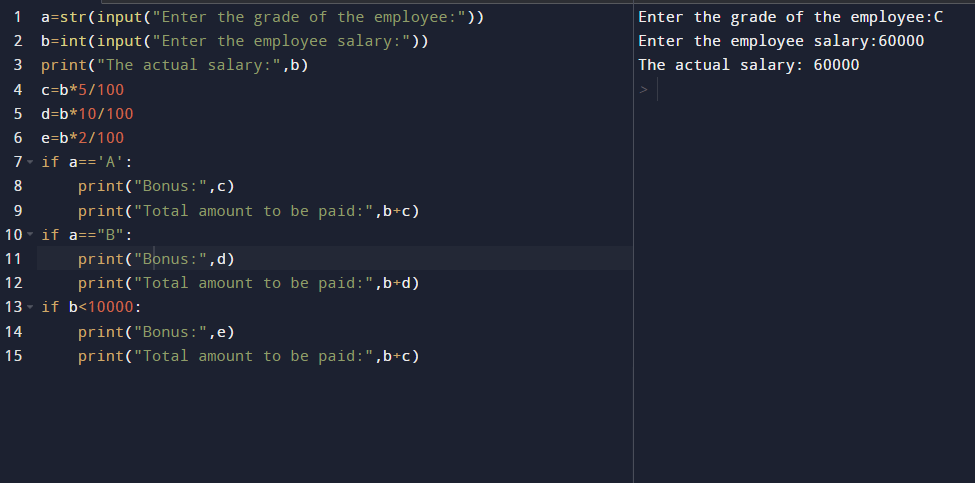 1 a=str(input("Enter the grade of the employee:"))
2 b=int(input("Enter the employee salary:"))
3 print("The actual salary:",b)
4 c=b*5/100
5 d=b*10/100
6 e=b*2/100
7 if a=='A':
8     print("Bonus:",c)
9     print("Total amount to be paid:",b+c)
10 if a=="B":
11     print("Bonus:",d)
12     print("Total amount to be paid:",b+d)
13 if b<10000:
14     print("Bonus:",e)
15     print("Total amount to be paid:",b+c)
Enter the grade of the employee:C
Enter the employee salary:60000
The actual salary: 60000
>